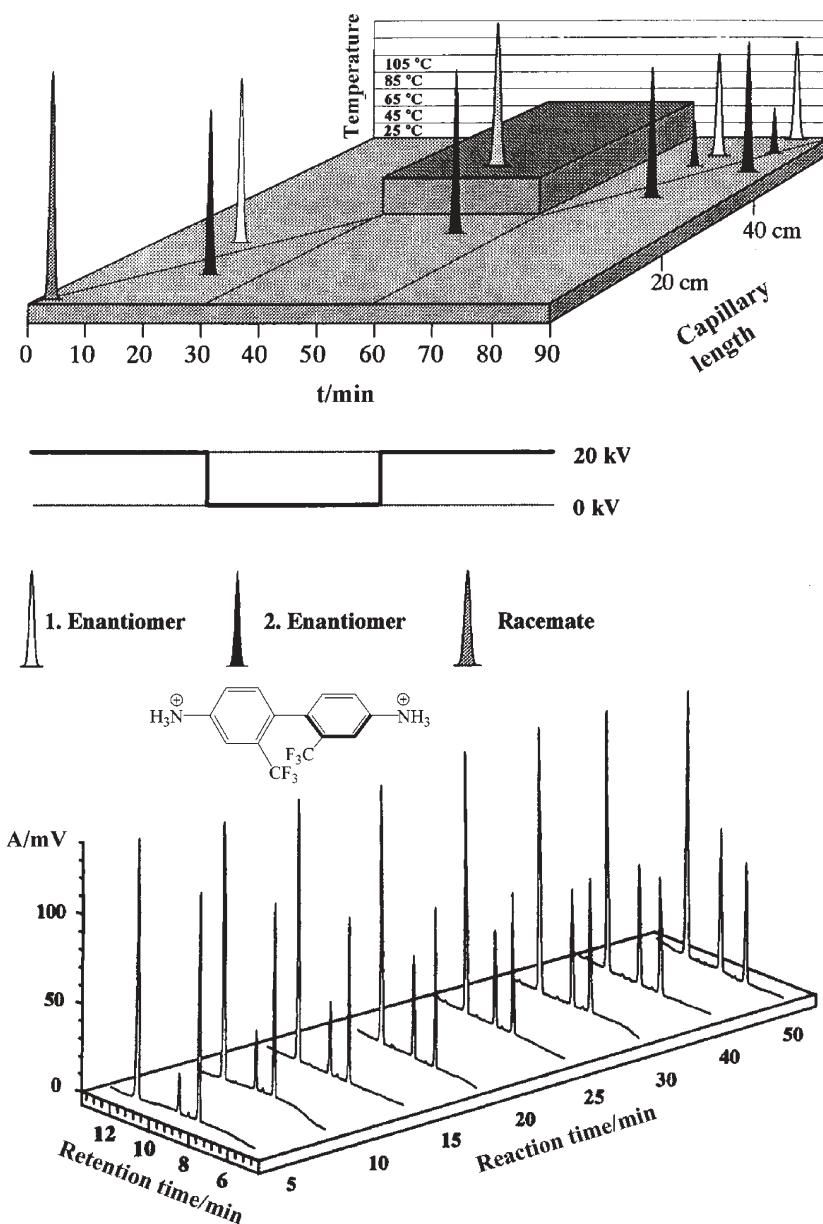 Temperature
105 °C
85 °C
65 °C
45 °C
25 °C
40 cm
20 cm
Capillary
length
0 10 20 30 40 50 60 70 80 90
t/min
20 kV
0 kV
1. Enantiomer 2. Enantiomer Racemate
⊕ ⊕
H₃N NH₃
F₃C
CF₃
A/mV
100
50
0
12 10 8 6
Retention time/min
5 10 15 20 25 30 40 50
Reaction time/min